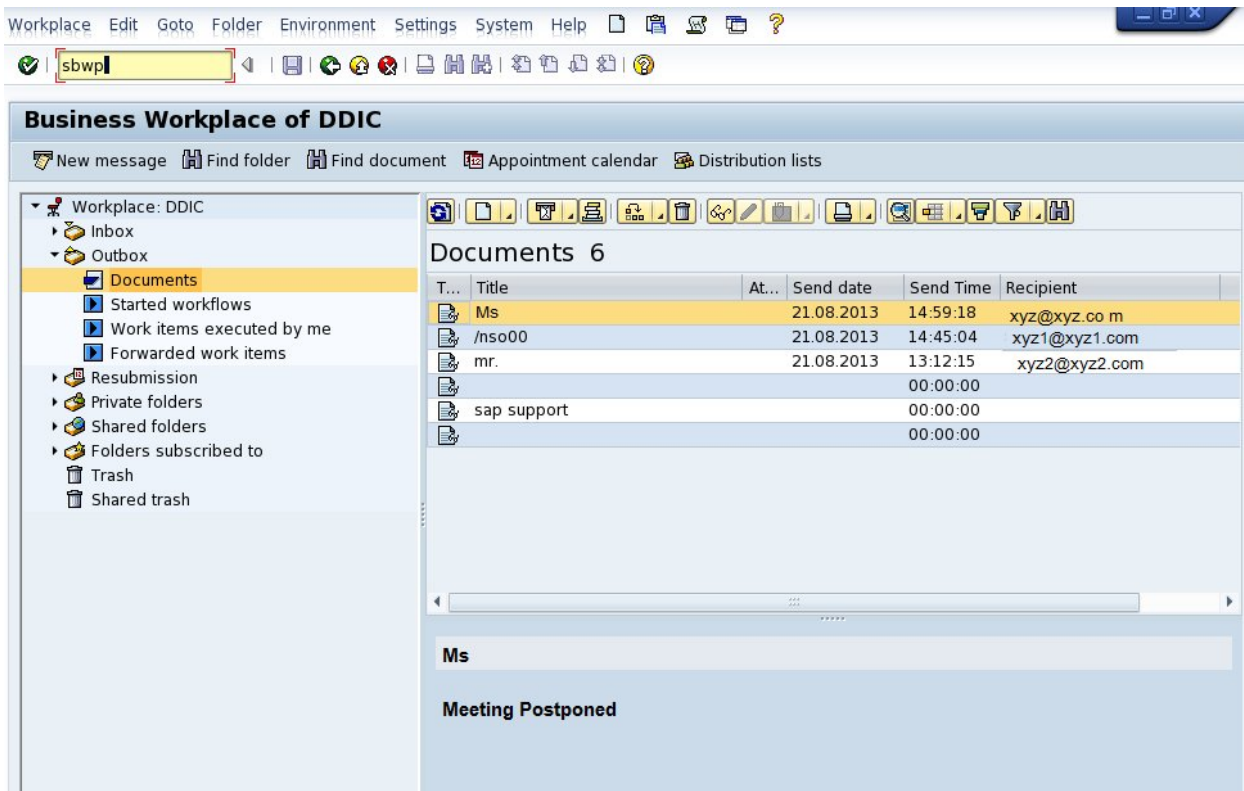 Workplace Edit Goto Folder Environment Settings System Help
sbwp
Business Workplace of DDIC
New message Find folder Find document Appointment calendar Distribution lists
Workplace: DDIC
Inbox
Outbox
Documents
Started workflows
Work items executed by me
Forwarded work items
Resubmission
Private folders
Shared folders
Folders subscribed to
Trash
Shared trash
Documents 6
T... Title At... Send date Send Time Recipient
Ms 21.08.2013 14:59:18 xyz@xyz.co m
/nso00 21.08.2013 14:45:04 xyz1@xyz1.com
mr. 21.08.2013 13:12:15 xyz2@xyz2.com
00:00:00
sap support 00:00:00
00:00:00
Ms
Meeting Postponed